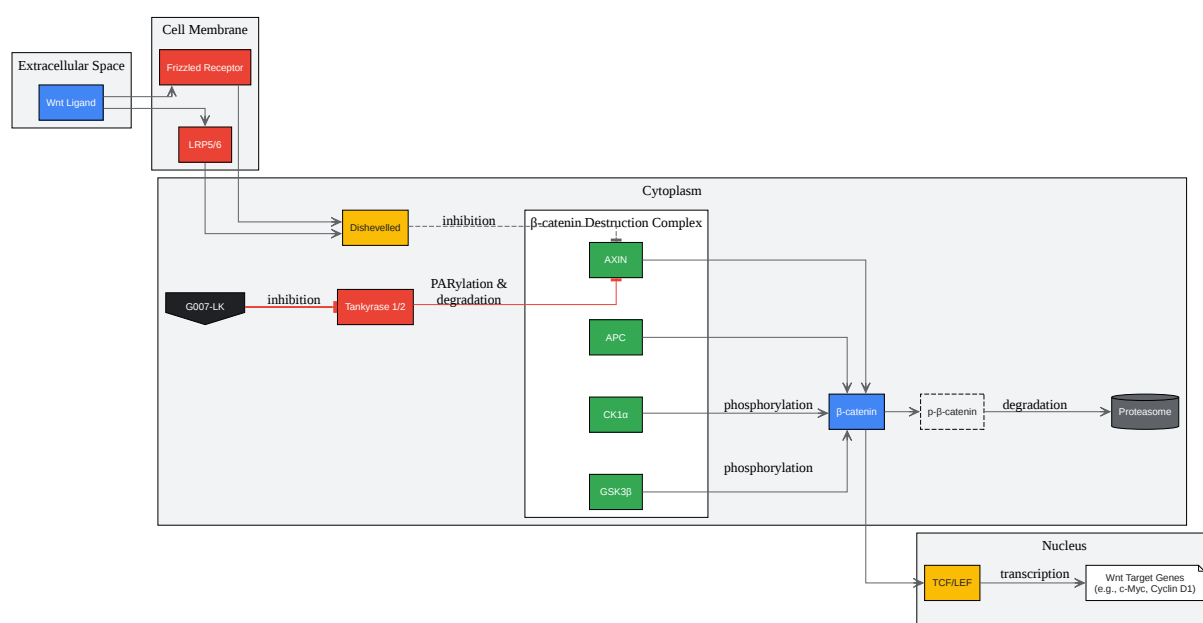 Cell Membrane
Extracellular Space
Frizzled Receptor
Wnt Ligand
LRP5/6
Cytoplasm
Dishevelled
inhibition
β-catenin Destruction Complex
AXIN
PARylation &
degradation
G007-LK
inhibition
Tankyrase 1/2
APC
CK1α
phosphorylation
β-catenin
p-β-catenin
degradation
Proteasome
phosphorylation
GSK3β
Nucleus
TCF/LEF
transcription
Wnt Target Genes
(e.g., c-Myc, Cyclin D1)